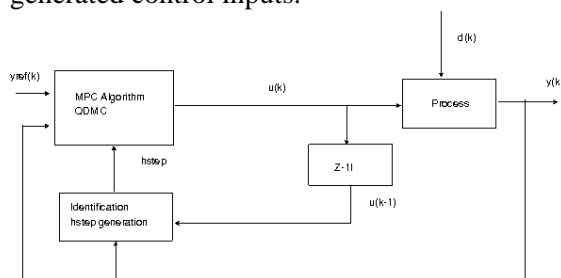 generated control inputs.
d(k)
yref(k)
MPC Algorithm
QDMC
u(k)
Process
y(k
hstep
Z-1I
Identification
hstep generation
u(k-1)